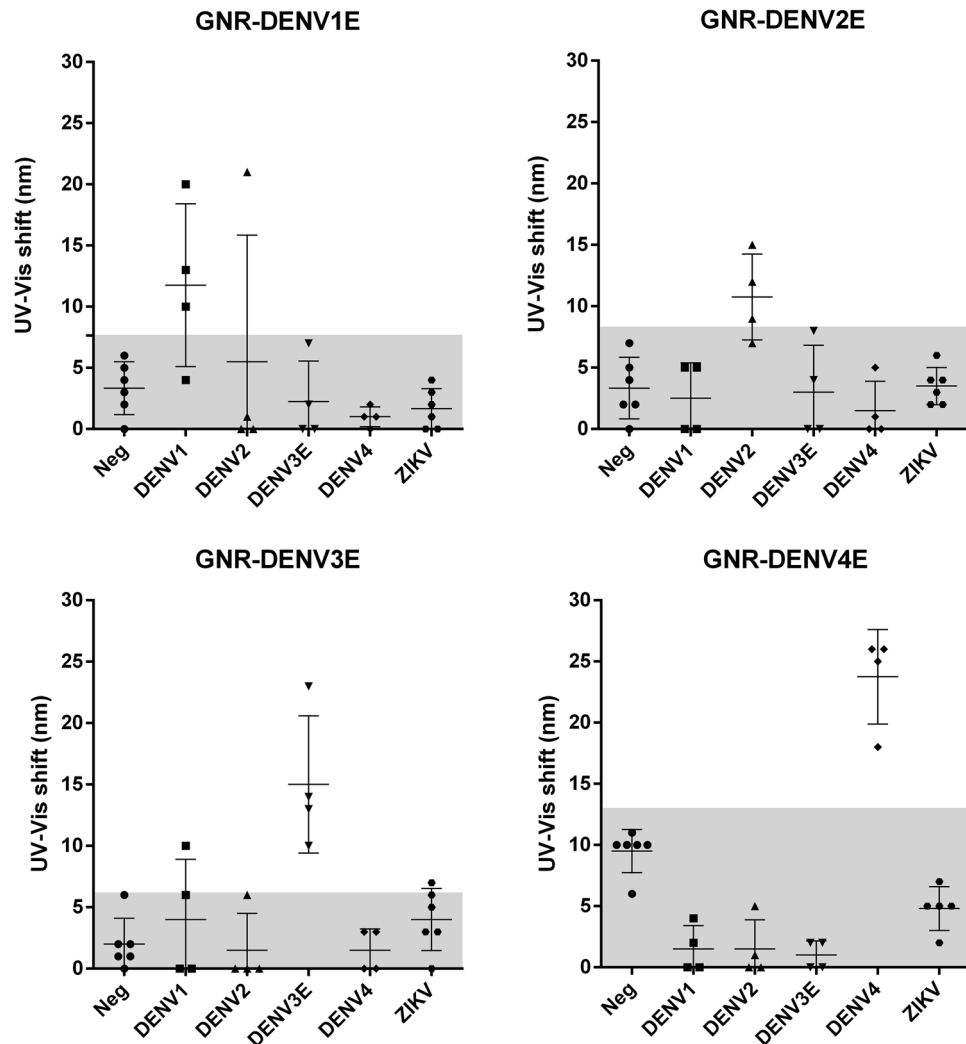 GNR-DENV1E
UV-Vis shift (nm)
30
25
20
15
10
5
0
Neg
DENV1
DENV2
DENV3E
DENV4
ZIKV
GNR-DENV2E
UV-Vis shift (nm)
30
25
20
15
10
5
0
Neg
DENV1
DENV2
DENV3E
DENV4
ZIKV
GNR-DENV3E
UV-Vis shift (nm)
30
25
20
15
10
5
0
Neg
DENV1
DENV2
DENV3E
DENV4
ZIKV
GNR-DENV4E
UV-Vis shift (nm)
30
25
20
15
10
5
0
Neg
DENV1
DENV2
DENV3E
DENV4
ZIKV